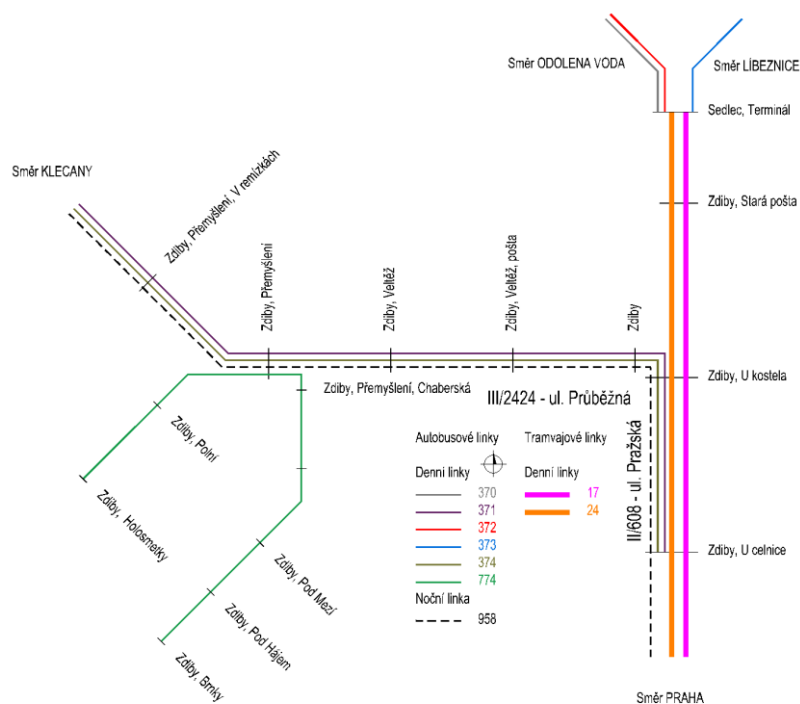 Směr ODOLENA VODA
Směr LÍBEZNICE
Sedlec, Terminál
Směr KLECANY
Zdiby, Přemyšlení, V remízkách
Zdiby, Stará pošta
Zdiby, Přemyšlení
Zdiby, Veltěž
Zdiby, Veltěž, pošta
Zdiby
Zdiby, U kostela
Zdiby, Přemyšlení, Chaberská
III/2424 - ul. Průběžná
Zdiby, Polní
Zdiby, Holosmetky
Autobusové linky
Tramvajové linky
Denní linky
Denní linky
370
17
371
24
372
373
374
774
Noční linka
958
II/608 - ul. Pražská
Zdiby, U celnice
Zdiby, Pod Mezí
Zdiby, Pod Hájem
Zdiby, Brnky
Směr PRAHA